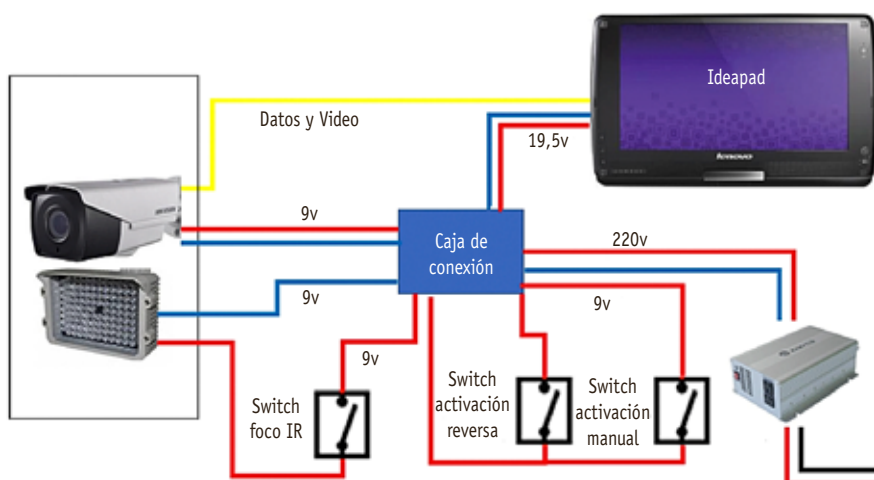 Ideapad
lenovo
Datos y Video
19,5v
9v
Caja de
conexión
220v
9v
9v
9v
Switch
foco IR
Switch
activación
reversa
Switch
activación
manual